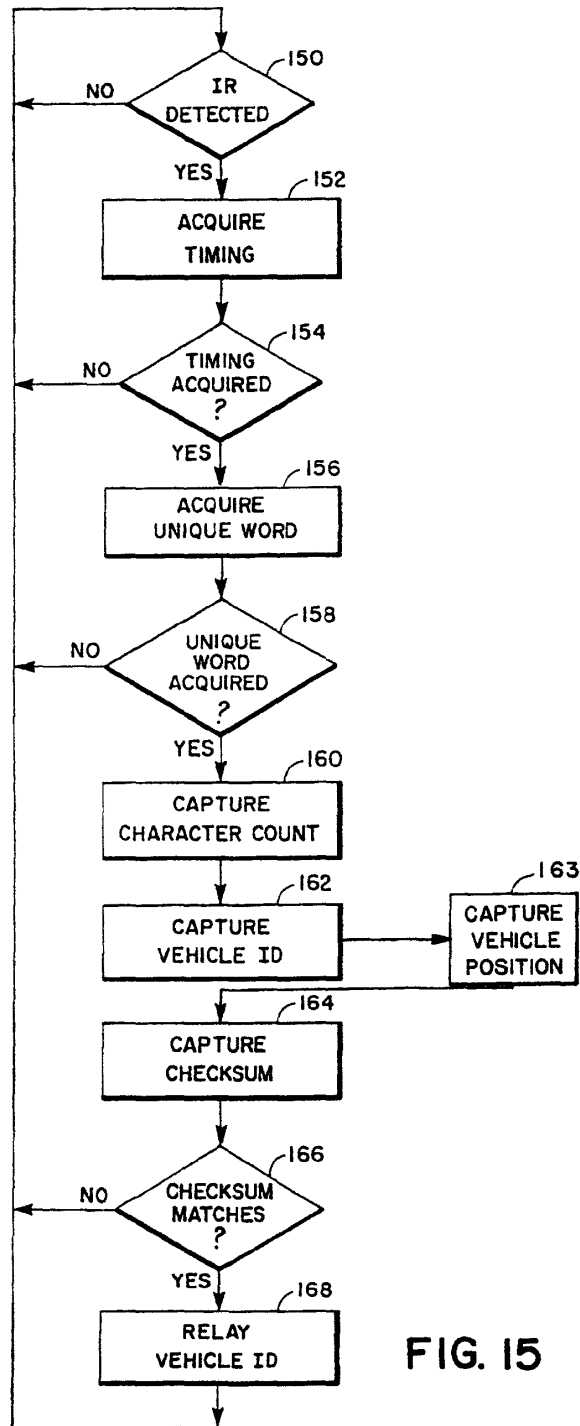 150
IR
DETECTED
NO
YES
152
ACQUIRE
TIMING
154
TIMING
ACQUIRED
?
NO
YES
156
ACQUIRE
UNIQUE WORD
158
UNIQUE
WORD
ACQUIRED
?
NO
YES
160
CAPTURE
CHARACTER COUNT
162
CAPTURE
VEHICLE ID
163
CAPTURE
VEHICLE
POSITION
164
CAPTURE
CHECKSUM
166
CHECKSUM
MATCHES
?
NO
YES
168
RELAY
VEHICLE ID
FIG. 15